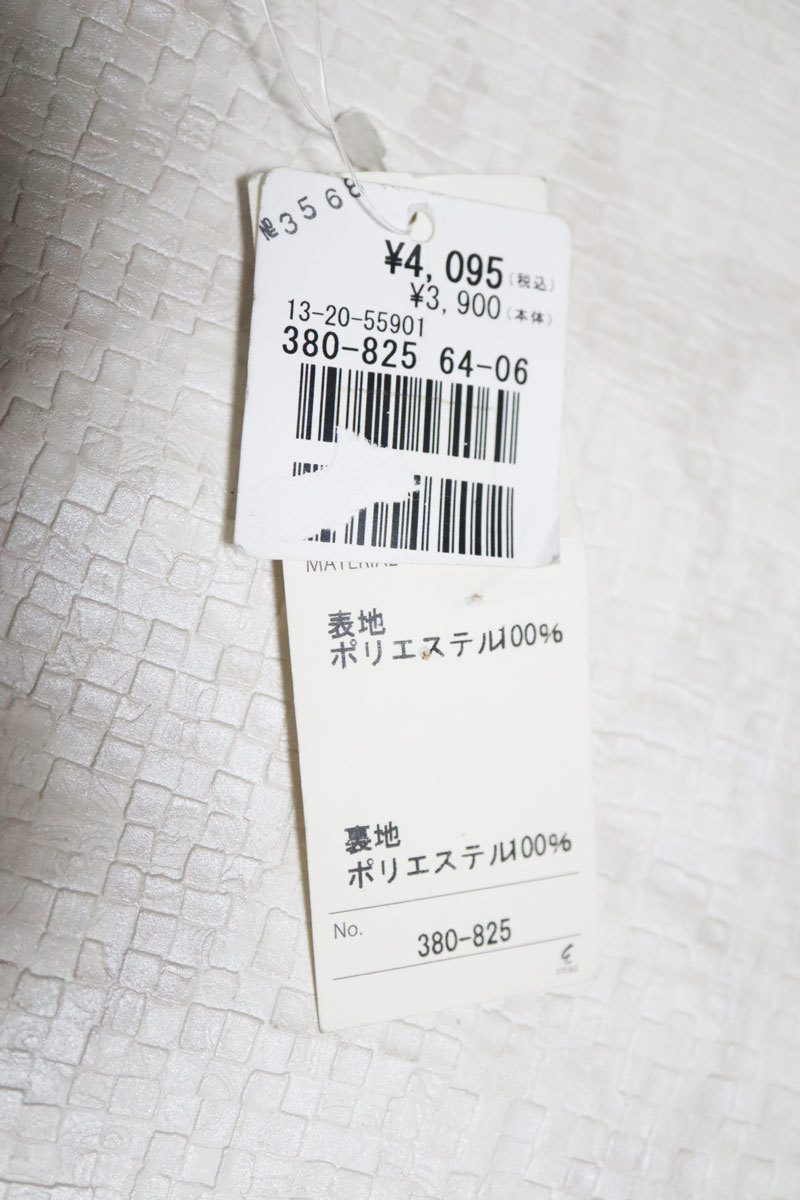 №3568
¥4,095(税込)
¥3,900(本体)
13-20-55901
380-825 64-06
MATERIAL
表地
ポリエステル100%
裏地
ポリエステル100%
No. 380-825